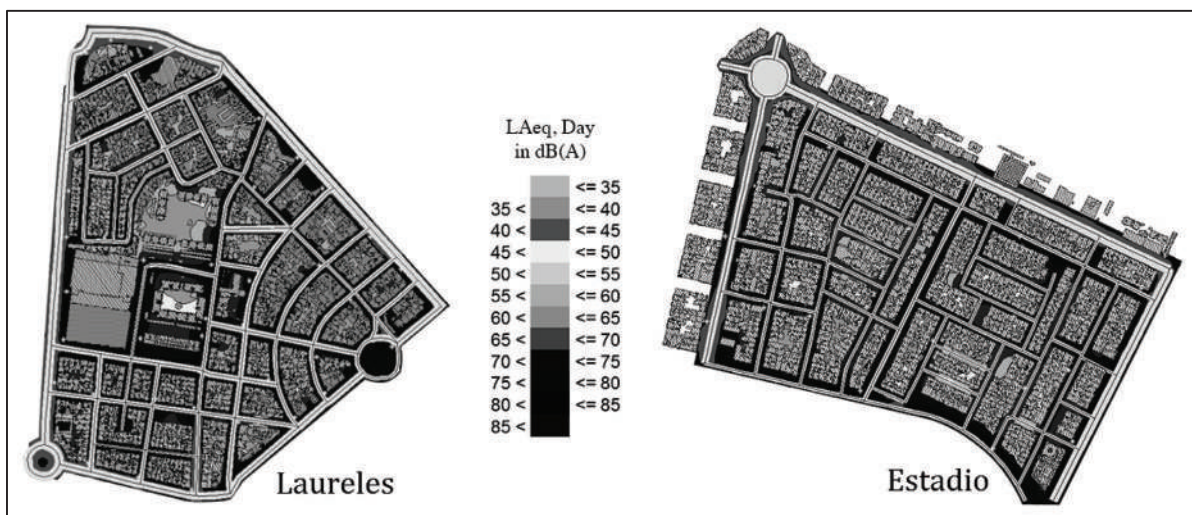 LAeq, Day
in dB(A)
<= 35
35 < <= 40
40 < <= 45
45 < <= 50
50 < <= 55
55 < <= 60
60 < <= 65
65 < <= 70
70 < <= 75
75 < <= 80
80 < <= 85
85 <
Laureles
Estadio